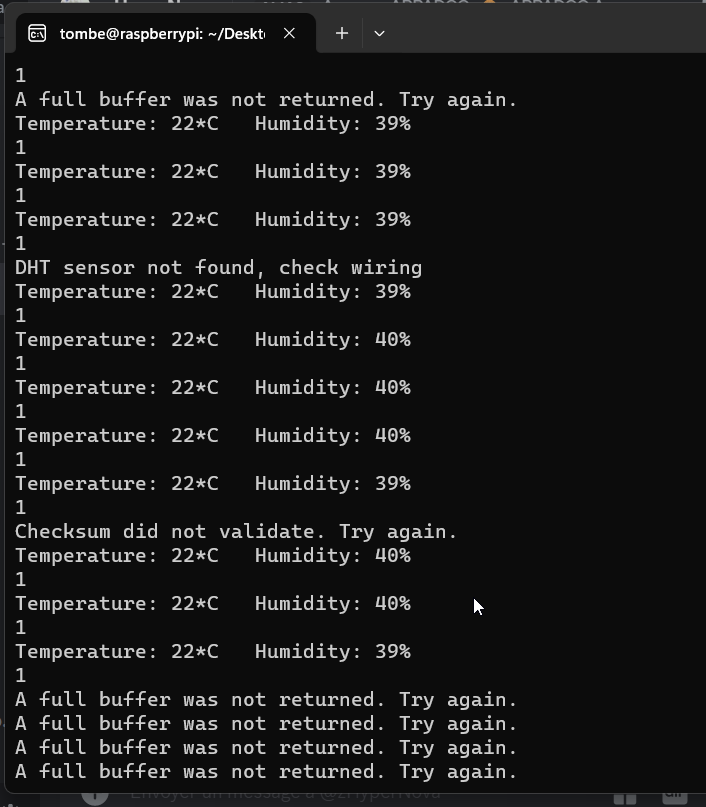 tombe@raspberrypi: ~/Deskt
1
A full buffer was not returned. Try again.
Temperature: 22*C   Humidity: 39%
1
Temperature: 22*C   Humidity: 39%
1
Temperature: 22*C   Humidity: 39%
1
DHT sensor not found, check wiring
Temperature: 22*C   Humidity: 39%
1
Temperature: 22*C   Humidity: 40%
1
Temperature: 22*C   Humidity: 40%
1
Temperature: 22*C   Humidity: 40%
1
Temperature: 22*C   Humidity: 39%
1
Checksum did not validate. Try again.
Temperature: 22*C   Humidity: 40%
1
Temperature: 22*C   Humidity: 40%
1
Temperature: 22*C   Humidity: 39%
1
A full buffer was not returned. Try again.
A full buffer was not returned. Try again.
A full buffer was not returned. Try again.
A full buffer was not returned. Try again.